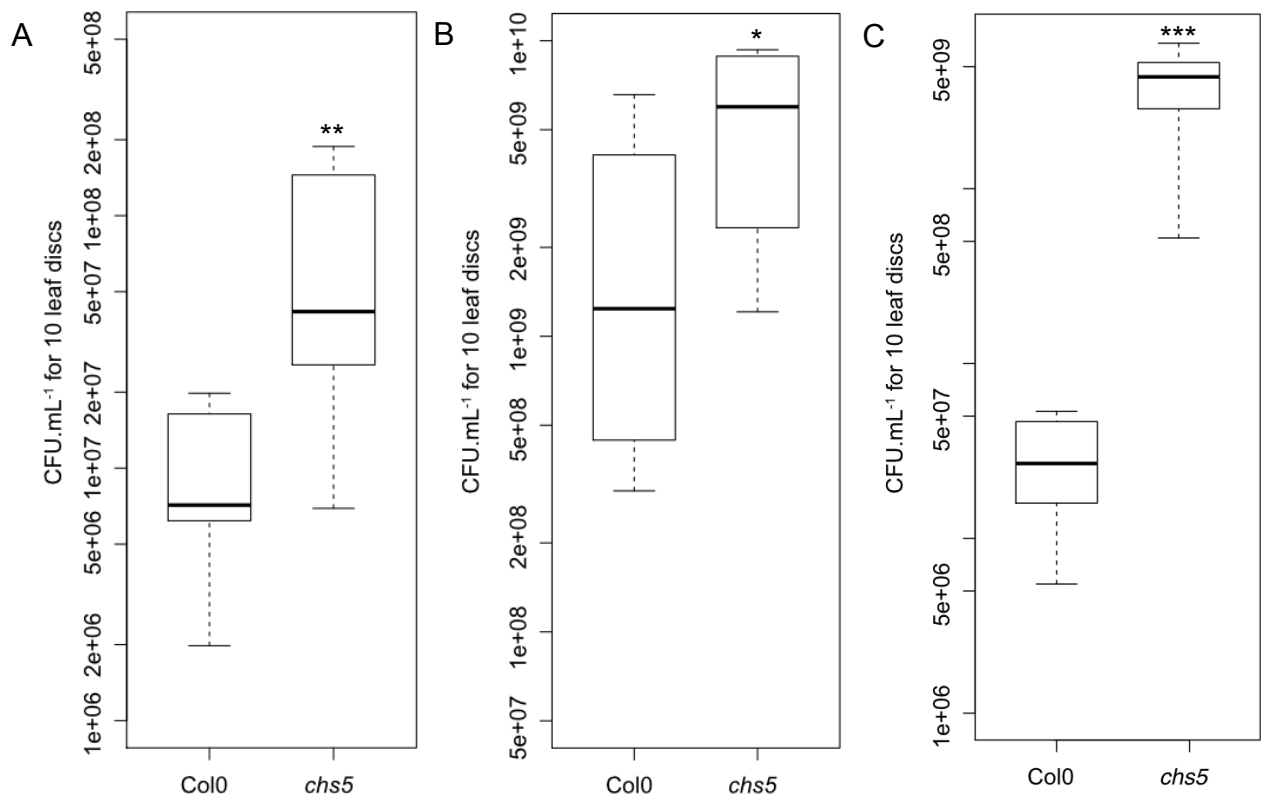 A
CFU.mL-1 for 10 leaf discs
5e+08
2e+08
1e+08
5e+07
2e+07
1e+07
5e+06
2e+06
1e+06
**
Col0 chs5
B
CFU.mL-1 for 10 leaf discs
1e+10
5e+09
2e+09
1e+09
5e+08
2e+08
1e+08
5e+07
*
Col0 chs5
C
CFU.mL-1 for 10 leaf discs
5e+09
5e+08
5e+07
5e+06
1e+06
***
Col0 chs5